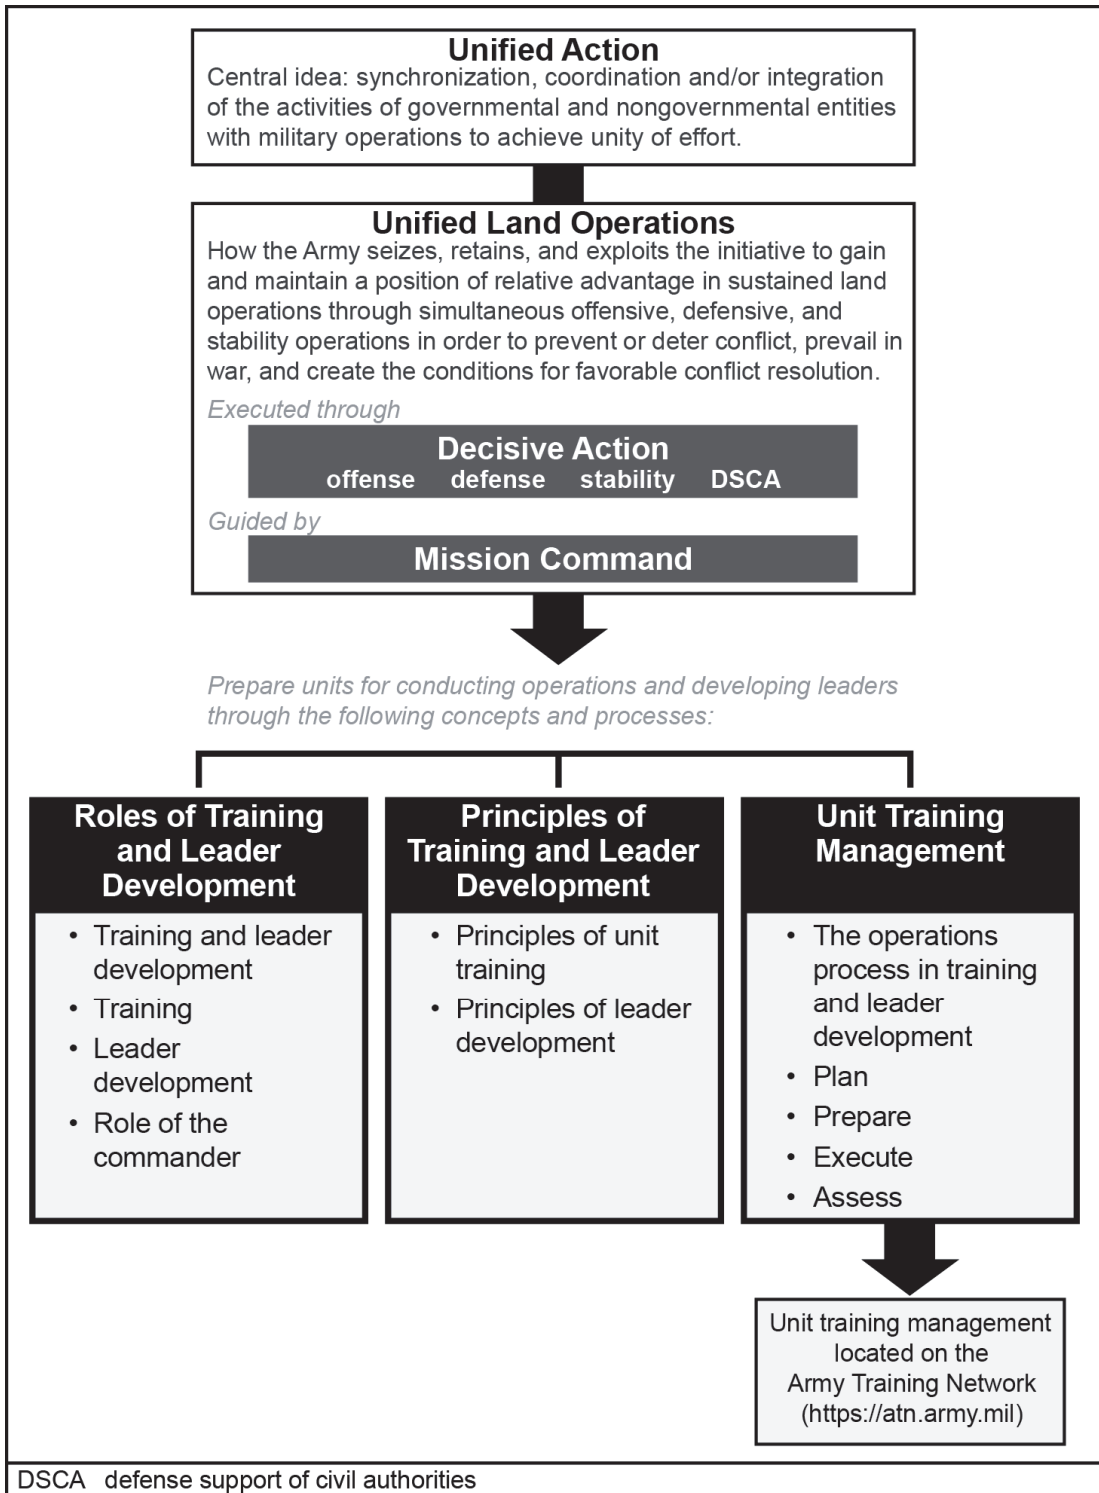 Unified Action
Central idea: synchronization, coordination and/or integration
of the activities of governmental and nongovernmental entities
with military operations to achieve unity of effort.
Unified Land Operations
How the Army seizes, retains, and exploits the initiative to gain
and maintain a position of relative advantage in sustained land
operations through simultaneous offensive, defensive, and
stability operations in order to prevent or deter conflict, prevail in
war, and create the conditions for favorable conflict resolution.
Executed through
Decisive Action
offense defense stability DSCA
Guided by
Mission Command
Prepare units for conducting operations and developing leaders
through the following concepts and processes:
Roles of Training
and Leader
Development
• Training and leader
development
• Training
• Leader
development
• Role of the
commander
Principles of
Training and Leader
Development
• Principles of unit
training
• Principles of leader
development
Unit Training
Management
• The operations
process in training
and leader
development
• Plan
• Prepare
• Execute
• Assess
Unit training management
located on the
Army Training Network
(https://atn.army.mil)
DSCA defense support of civil authorities